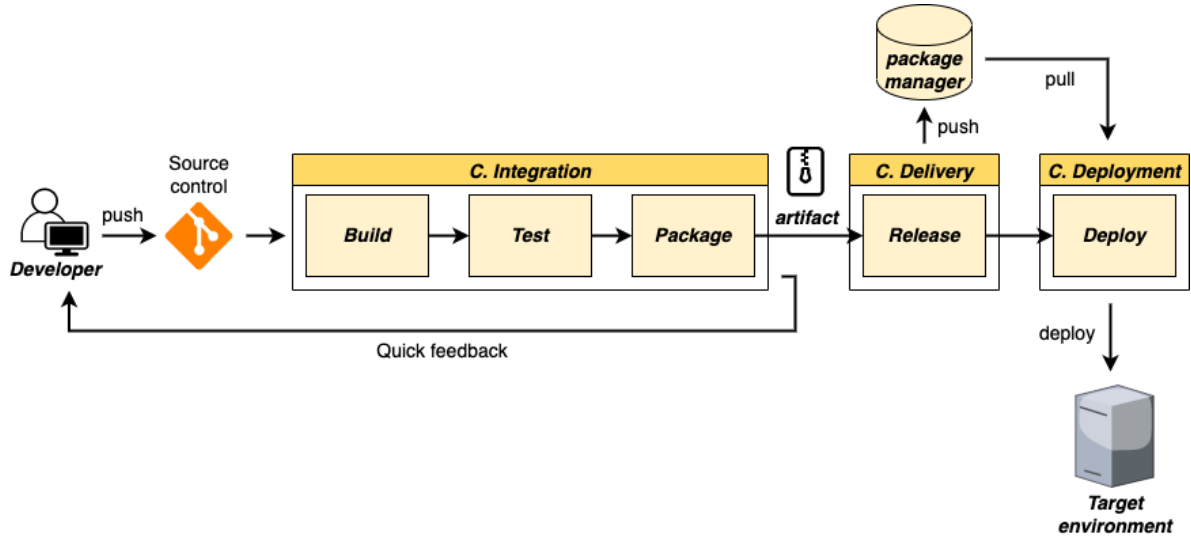 package
manager
pull
push
Source
control
C. Integration
C. Delivery
C. Deployment
push
artifact
Build
Test
Package
Release
Deploy
Developer
Quick feedback
deploy
Target
environment